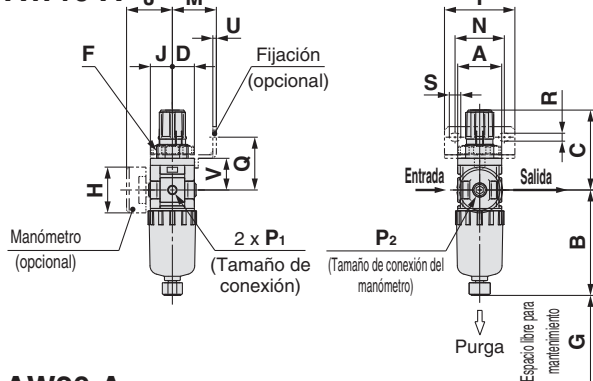 J M
U
F
J D
Fijación
(opcional)
Q
V
H
Manómetro
(opcional)
2 x P1
(Tamaño de
conexión)
N
A
S
R
C
Entrada
Salida
P2
(Tamaño de conexión del
manómetro)
B
Purga
Espacio libre para
mantenimiento
G